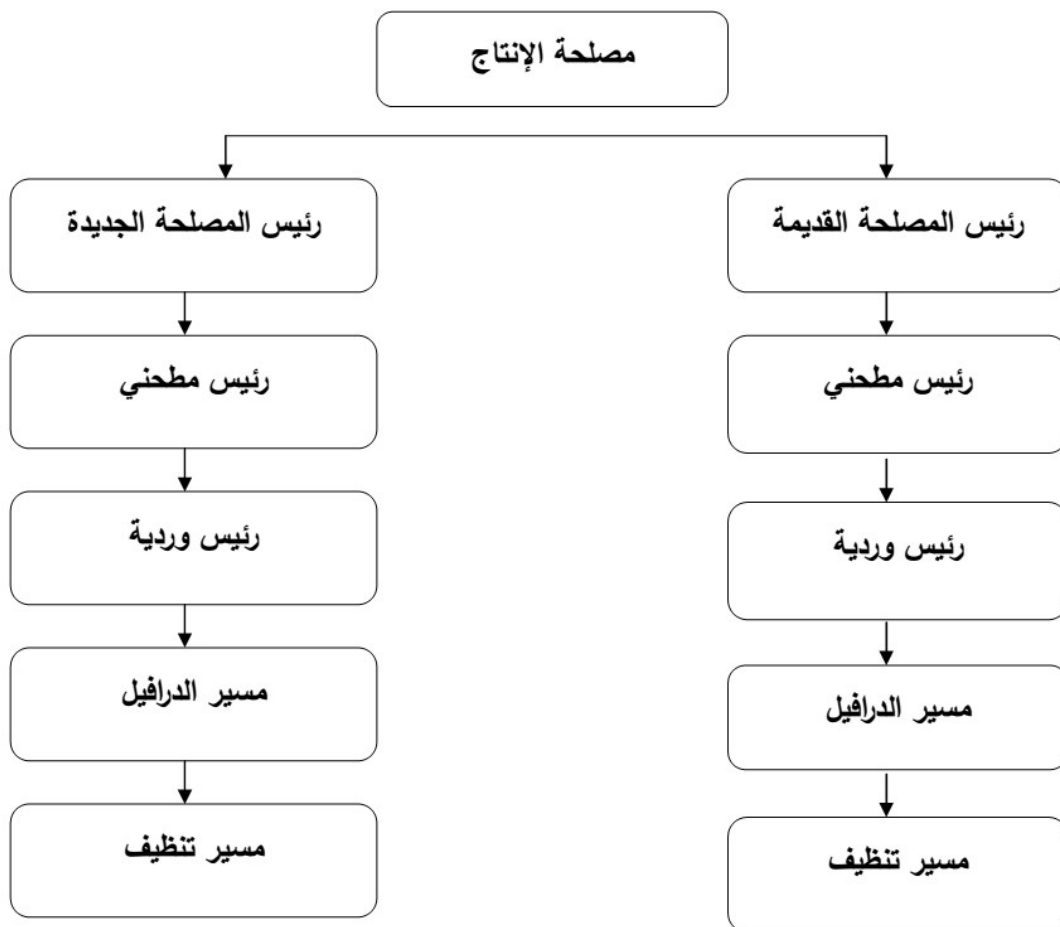 مصلحة الإنتاج
رئيس المصلحة القديمة
رئيس المصلحة الجديدة
رئيس مطحني
رئيس مطحني
رئيس وردية
رئيس وردية
مسير الدرافيل
مسير الدرافيل
مسير تنظيف
مسير تنظيف